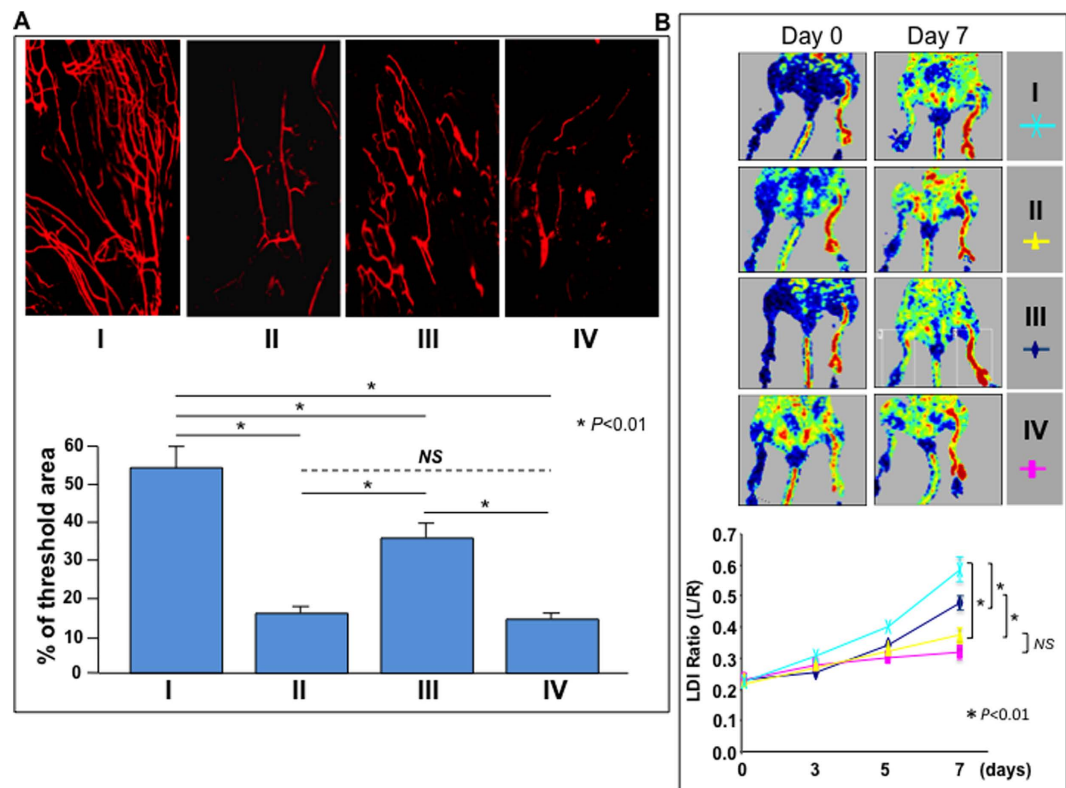 A
I II III IV
*
*
* * P<0.01
NS
*
*
% of threshold area
60
50
40
30
20
10
0
I II III IV
B
Day 0 Day 7
I
II
III
IV
LDI Ratio (L/R)
0.7
0.6
0.5
0.4
0.3
0.2
0.1
0.0
*
*
*
NS
* P<0.01
0 3 5 7 (days)